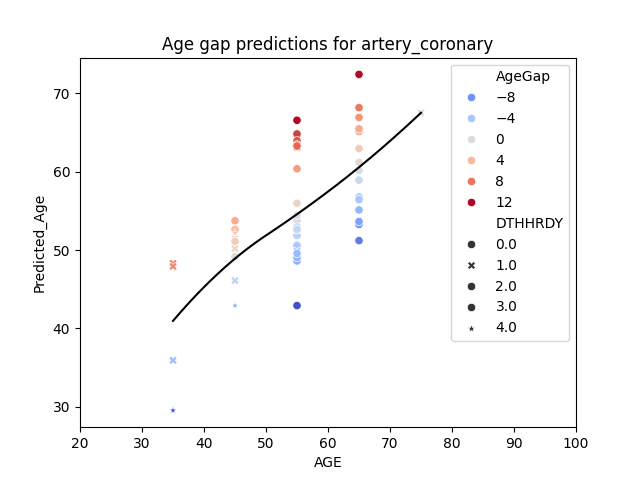 Age gap predictions for artery_coronary
Predicted_Age
70
60
50
40
30
20 30 40 50 60 70 80 90 100
AGE
AgeGap
−8
−4
0
4
8
12
DTHHRDY
0.0
1.0
2.0
3.0
4.0